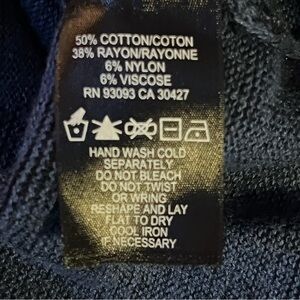 50% COTTON/COTON
38% RAYON/RAYONNE
6% NYLON
6% VISCOSE
RN 93093 CA 30427
HAND WASH COLD
SEPARATELY
DO NOT BLEACH
DO NOT TWIST
OR WRING
RESHAPE AND LAY
FLAT TO DRY
COOL IRON
IF NECESSARY